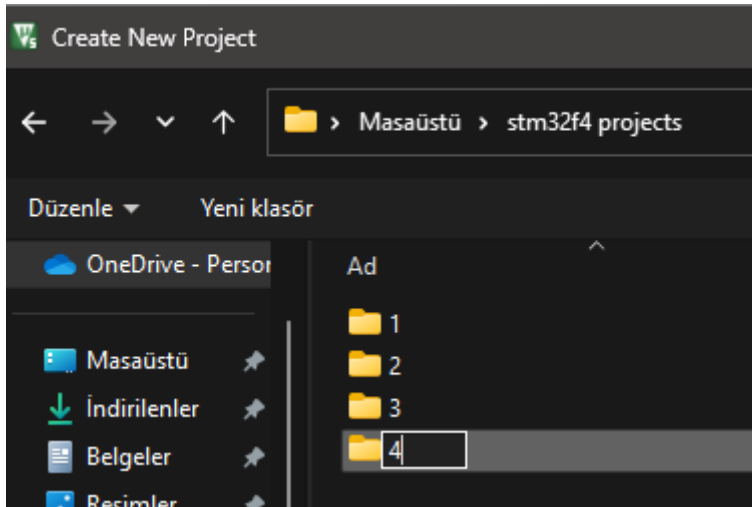 Create New Project
Masaüstü > stm32f4 projects
Düzenle Yeni klasör
OneDrive - Persor
Ad
1
2
3
4
Masaüstü
İndirilenler
Belgeler
Resimler